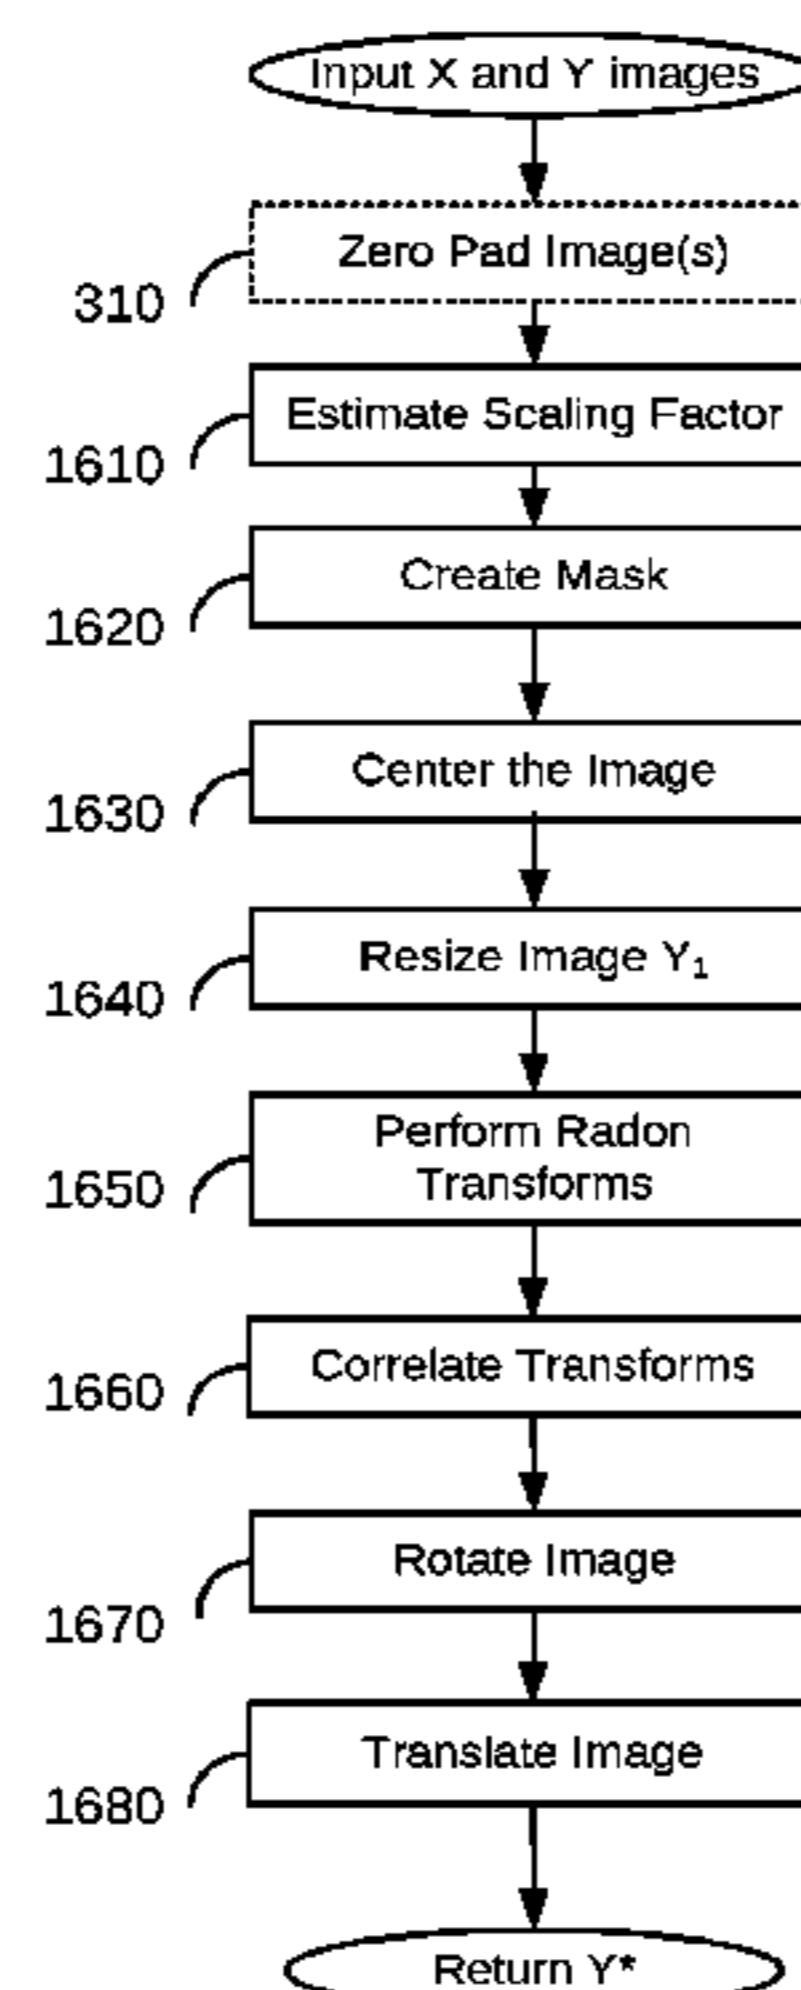 Input X and Y images
Zero Pad Image(s)
310
Estimate Scaling Factor
1610
Create Mask
1620
Center the Image
1630
Resize Image Y₁
1640
Perform Radon
Transforms
1650
Correlate Transforms
1660
Rotate Image
1670
Translate Image
1680
Return Y*